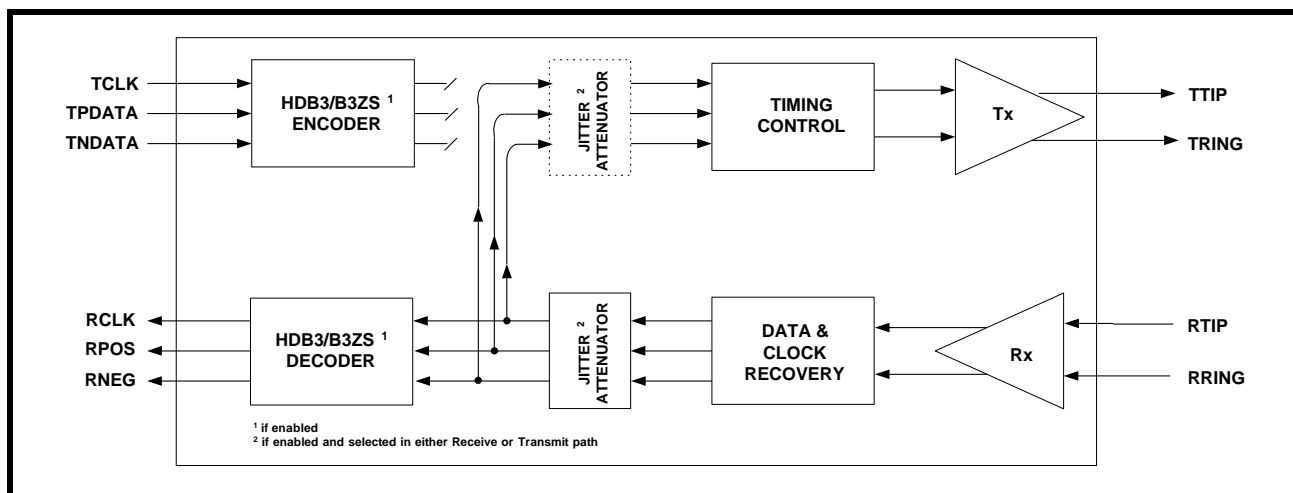 TCLK
TPDATA
TNDATA
HDB3/B3ZS 1
ENCODER
JITTER 2
ATTENUATOR
TIMING
CONTROL
Tx
TTIP
TRING
RCLK
RPOS
RNEG
HDB3/B3ZS 1
DECODER
JITTER 2
ATTENUATOR
DATA &
CLOCK
RECOVERY
Rx
RTIP
RRING
1 if enabled
2 if enabled and selected in either Receive or Transmit path